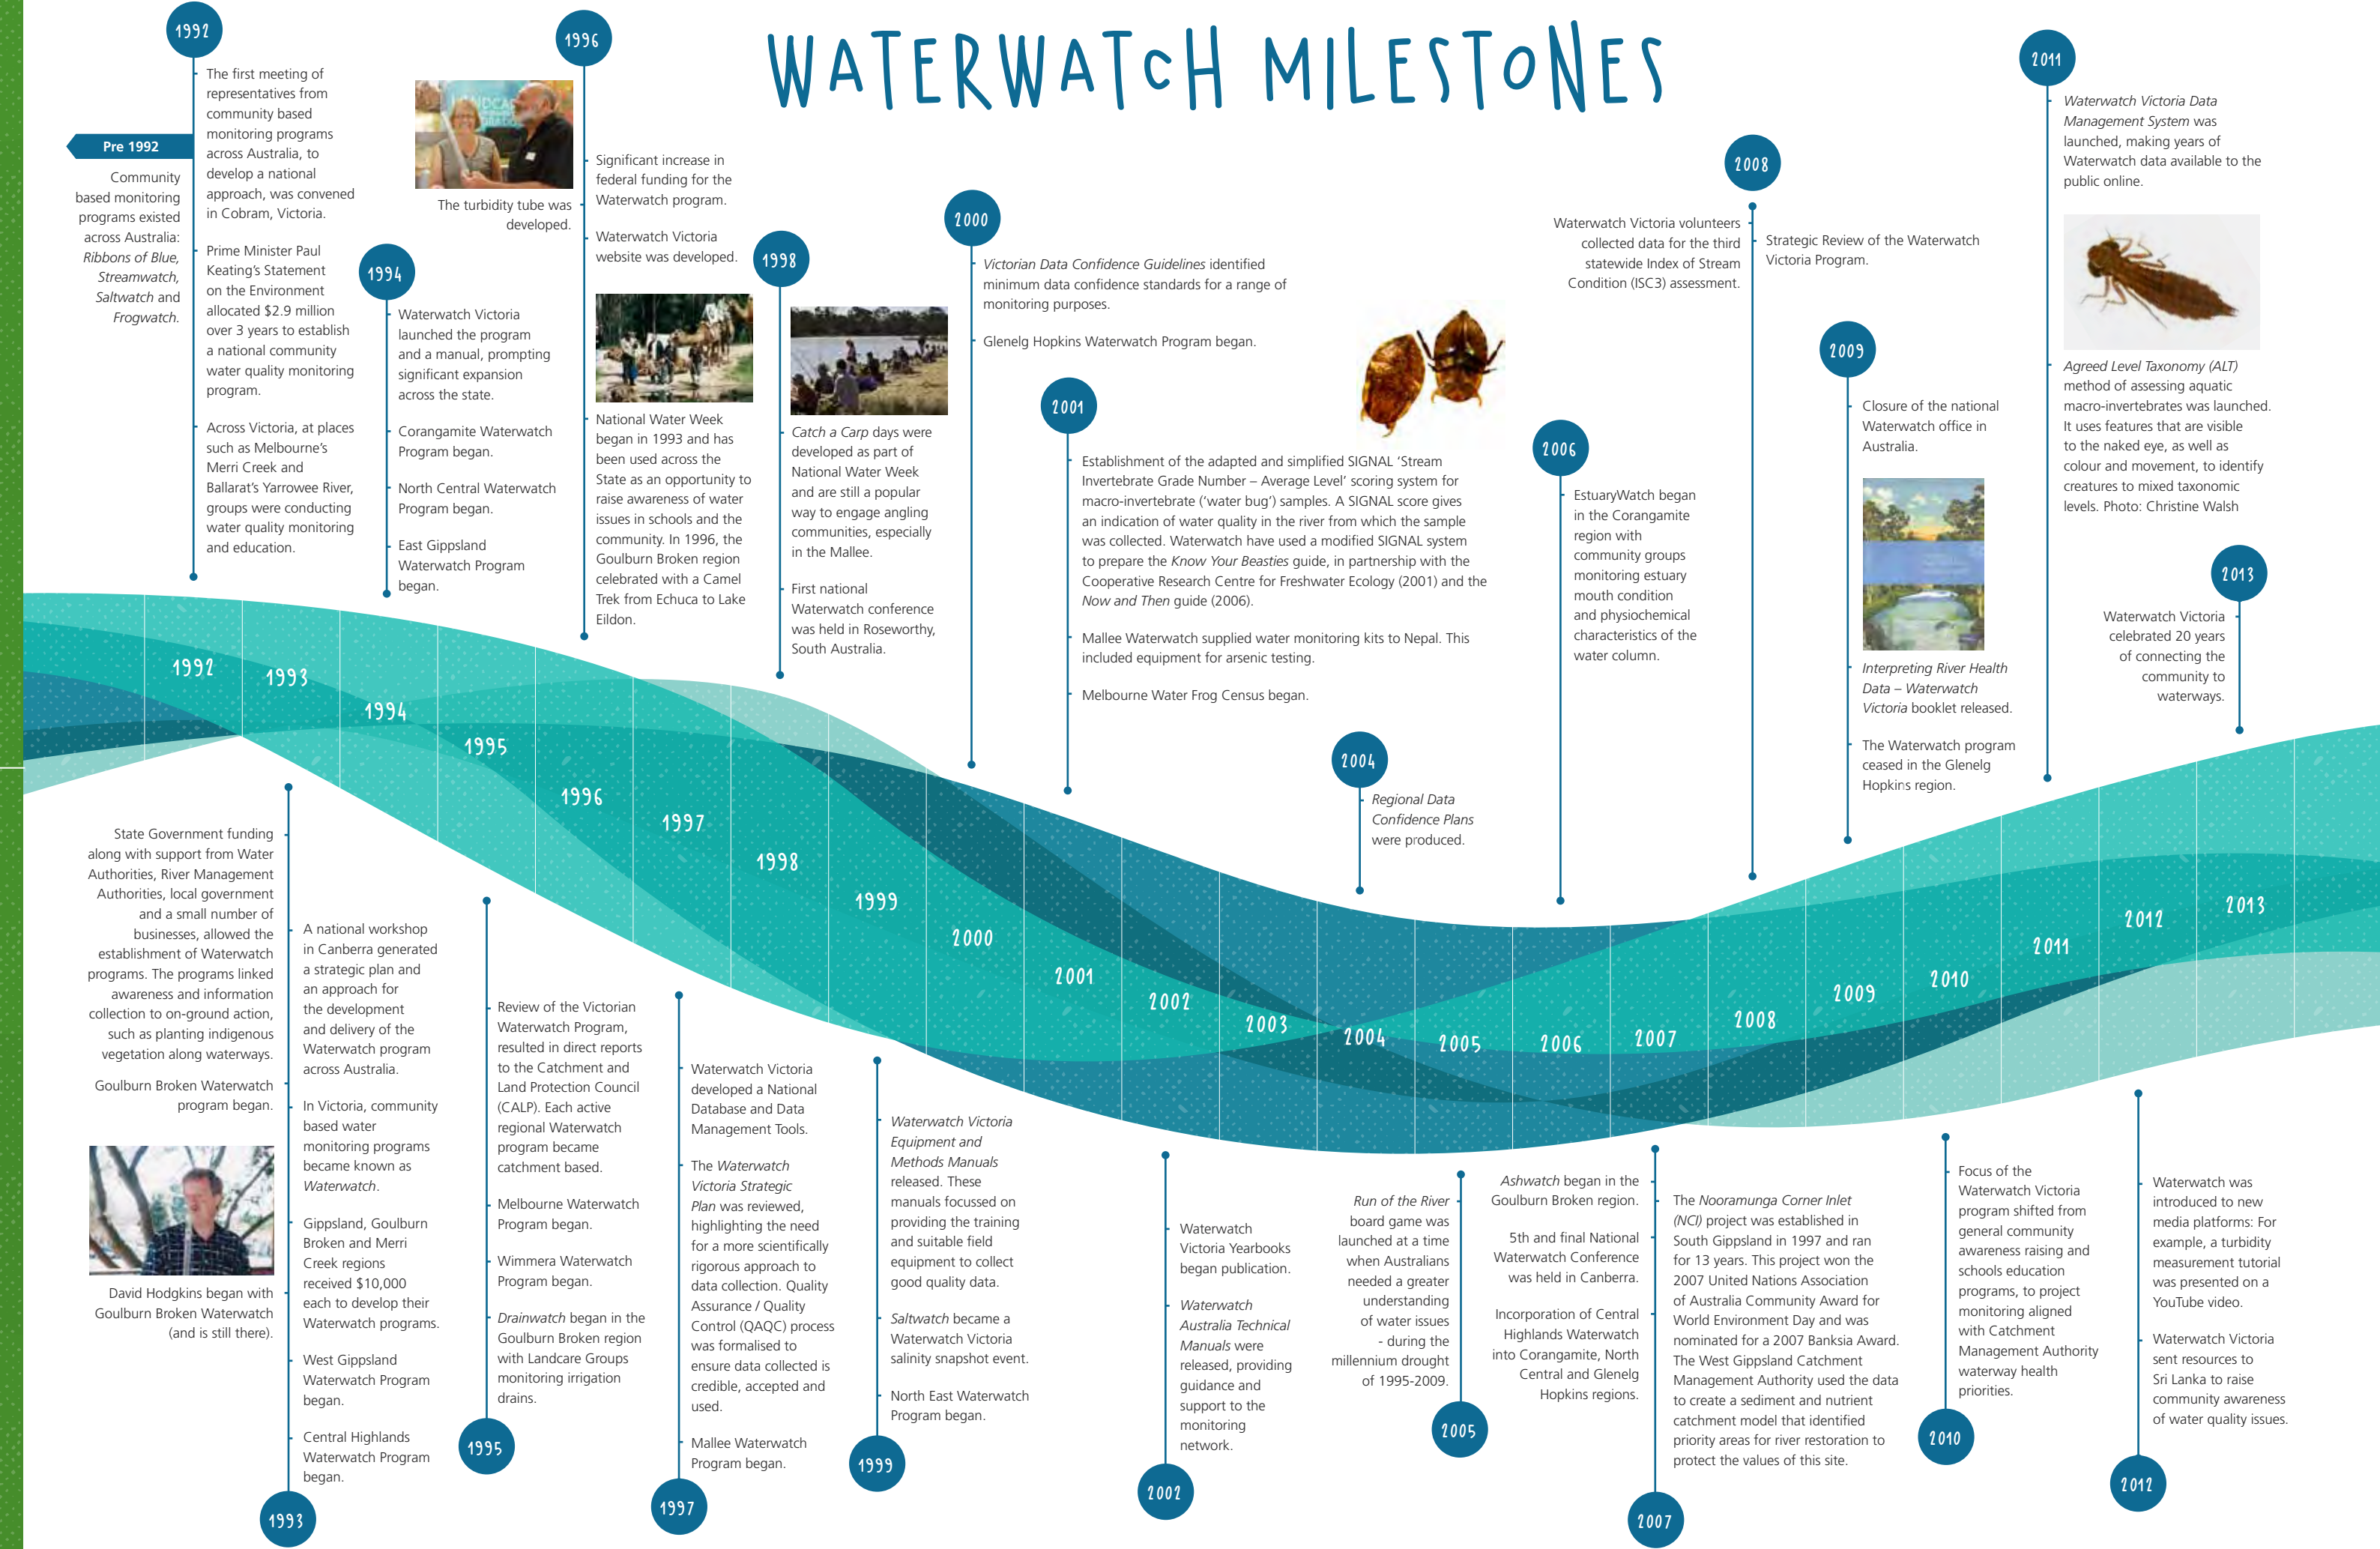 WATERWATCH MILESTONES
Pre 1992
Community
based monitoring
programs existed
across Australia:
Ribbons of Blue,
Streamwatch,
Saltwatch and
Frogwatch.
1992
The first meeting of
representatives from
community based
monitoring programs
across Australia, to
develop a national
approach, was convened
in Cobram, Victoria.
Prime Minister Paul
Keating's Statement
on the Environment
allocated $2.9 million
over 3 years to establish
a national community
water quality monitoring
program.
Across Victoria, at places
such as Melbourne's
Merri Creek and
Ballarat's Yarrowee River,
groups were conducting
water quality monitoring
and education.
1994
Waterwatch Victoria
launched the program
and a manual, prompting
significant expansion
across the state.
Corangamite Waterwatch
Program began.
North Central Waterwatch
Program began.
East Gippsland
Waterwatch Program
began.
1996
The turbidity tube was
developed.
Significant increase in
federal funding for the
Waterwatch program.
Waterwatch Victoria
website was developed.
National Water Week
began in 1993 and has
been used across the
State as an opportunity to
raise awareness of water
issues in schools and the
community. In 1996, the
Goulburn Broken region
celebrated with a Camel
Trek from Echuca to Lake
Eildon.
1998
Catch a Carp days were
developed as part of
National Water Week
and are still a popular
way to engage angling
communities, especially
in the Mallee.
First national
Waterwatch conference
was held in Roseworthy,
South Australia.
2000
Victorian Data Confidence Guidelines identified
minimum data confidence standards for a range of
monitoring purposes.
Glenelg Hopkins Waterwatch Program began.
2001
Establishment of the adapted and simplified SIGNAL 'Stream
Invertebrate Grade Number – Average Level' scoring system for
macro-invertebrate ('water bug') samples. A SIGNAL score gives
an indication of water quality in the river from which the sample
was collected. Waterwatch have used a modified SIGNAL system
to prepare the Know Your Beasties guide, in partnership with the
Cooperative Research Centre for Freshwater Ecology (2001) and the
Now and Then guide (2006).
Mallee Waterwatch supplied water monitoring kits to Nepal. This
included equipment for arsenic testing.
Melbourne Water Frog Census began.
2004
Regional Data
Confidence Plans
were produced.
2006
EstuaryWatch began
in the Corangamite
region with
community groups
monitoring estuary
mouth condition
and physiochemical
characteristics of the
water column.
2008
Waterwatch Victoria volunteers
collected data for the third
statewide Index of Stream
Condition (ISC3) assessment.
Strategic Review of the Waterwatch
Victoria Program.
2009
Closure of the national
Waterwatch office in
Australia.
Interpreting River Health
Data – Waterwatch
Victoria booklet released.
The Waterwatch program
ceased in the Glenelg
Hopkins region.
2011
Waterwatch Victoria Data
Management System was
launched, making years of
Waterwatch data available to the
public online.
Agreed Level Taxonomy (ALT)
method of assessing aquatic
macro-invertebrates was launched.
It uses features that are visible
to the naked eye, as well as
colour and movement, to identify
creatures to mixed taxonomic
levels. Photo: Christine Walsh
2013
Waterwatch Victoria
celebrated 20 years
of connecting the
community to
waterways.
1992
1993
1994
1995
1996
1997
1998
1999
2000
2001
2002
2003
2004
2005
2006
2007
2008
2009
2010
2011
2012
2013
State Government funding
along with support from Water
Authorities, River Management
Authorities, local government
and a small number of
businesses, allowed the
establishment of Waterwatch
programs. The programs linked
awareness and information
collection to on-ground action,
such as planting indigenous
vegetation along waterways.
Goulburn Broken Waterwatch
program began.
David Hodgkins began with
Goulburn Broken Waterwatch
(and is still there).
A national workshop
in Canberra generated
a strategic plan and
an approach for
the development
and delivery of the
Waterwatch program
across Australia.
In Victoria, community
based water
monitoring programs
became known as
Waterwatch.
Gippsland, Goulburn
Broken and Merri
Creek regions
received $10,000
each to develop their
Waterwatch programs.
West Gippsland
Waterwatch Program
began.
Central Highlands
Waterwatch Program
began.
1993
Review of the Victorian
Waterwatch Program,
resulted in direct reports
to the Catchment and
Land Protection Council
(CALP). Each active
regional Waterwatch
program became
catchment based.
Melbourne Waterwatch
Program began.
Wimmera Waterwatch
Program began.
Drainwatch began in the
Goulburn Broken region
with Landcare Groups
monitoring irrigation
drains.
1995
Waterwatch Victoria
developed a National
Database and Data
Management Tools.
The Waterwatch
Victoria Strategic
Plan was reviewed,
highlighting the need
for a more scientifically
rigorous approach to
data collection. Quality
Assurance / Quality
Control (QAQC) process
was formalised to
ensure data collected is
credible, accepted and
used.
Mallee Waterwatch
Program began.
1997
Waterwatch Victoria
Equipment and
Methods Manuals
released. These
manuals focussed on
providing the training
and suitable field
equipment to collect
good quality data.
Saltwatch became a
Waterwatch Victoria
salinity snapshot event.
North East Waterwatch
Program began.
1999
Waterwatch
Victoria Yearbooks
began publication.
Waterwatch
Australia Technical
Manuals were
released, providing
guidance and
support to the
monitoring
network.
2002
Run of the River
board game was
launched at a time
when Australians
needed a greater
understanding
of water issues
- during the
millennium drought
of 1995-2009.
2005
Ashwatch began in the
Goulburn Broken region.
5th and final National
Waterwatch Conference
was held in Canberra.
Incorporation of Central
Highlands Waterwatch
into Corangamite, North
Central and Glenelg
Hopkins regions.
The Nooramunga Corner Inlet
(NCI) project was established in
South Gippsland in 1997 and ran
for 13 years. This project won the
2007 United Nations Association
of Australia Community Award for
World Environment Day and was
nominated for a 2007 Banksia Award.
The West Gippsland Catchment
Management Authority used the data
to create a sediment and nutrient
catchment model that identified
priority areas for river restoration to
protect the values of this site.
2007
Focus of the
Waterwatch Victoria
program shifted from
general community
awareness raising and
schools education
programs, to project
monitoring aligned
with Catchment
Management Authority
waterway health
priorities.
2010
Waterwatch was
introduced to new
media platforms: For
example, a turbidity
measurement tutorial
was presented on a
YouTube video.
Waterwatch Victoria
sent resources to
Sri Lanka to raise
community awareness
of water quality issues.
2012